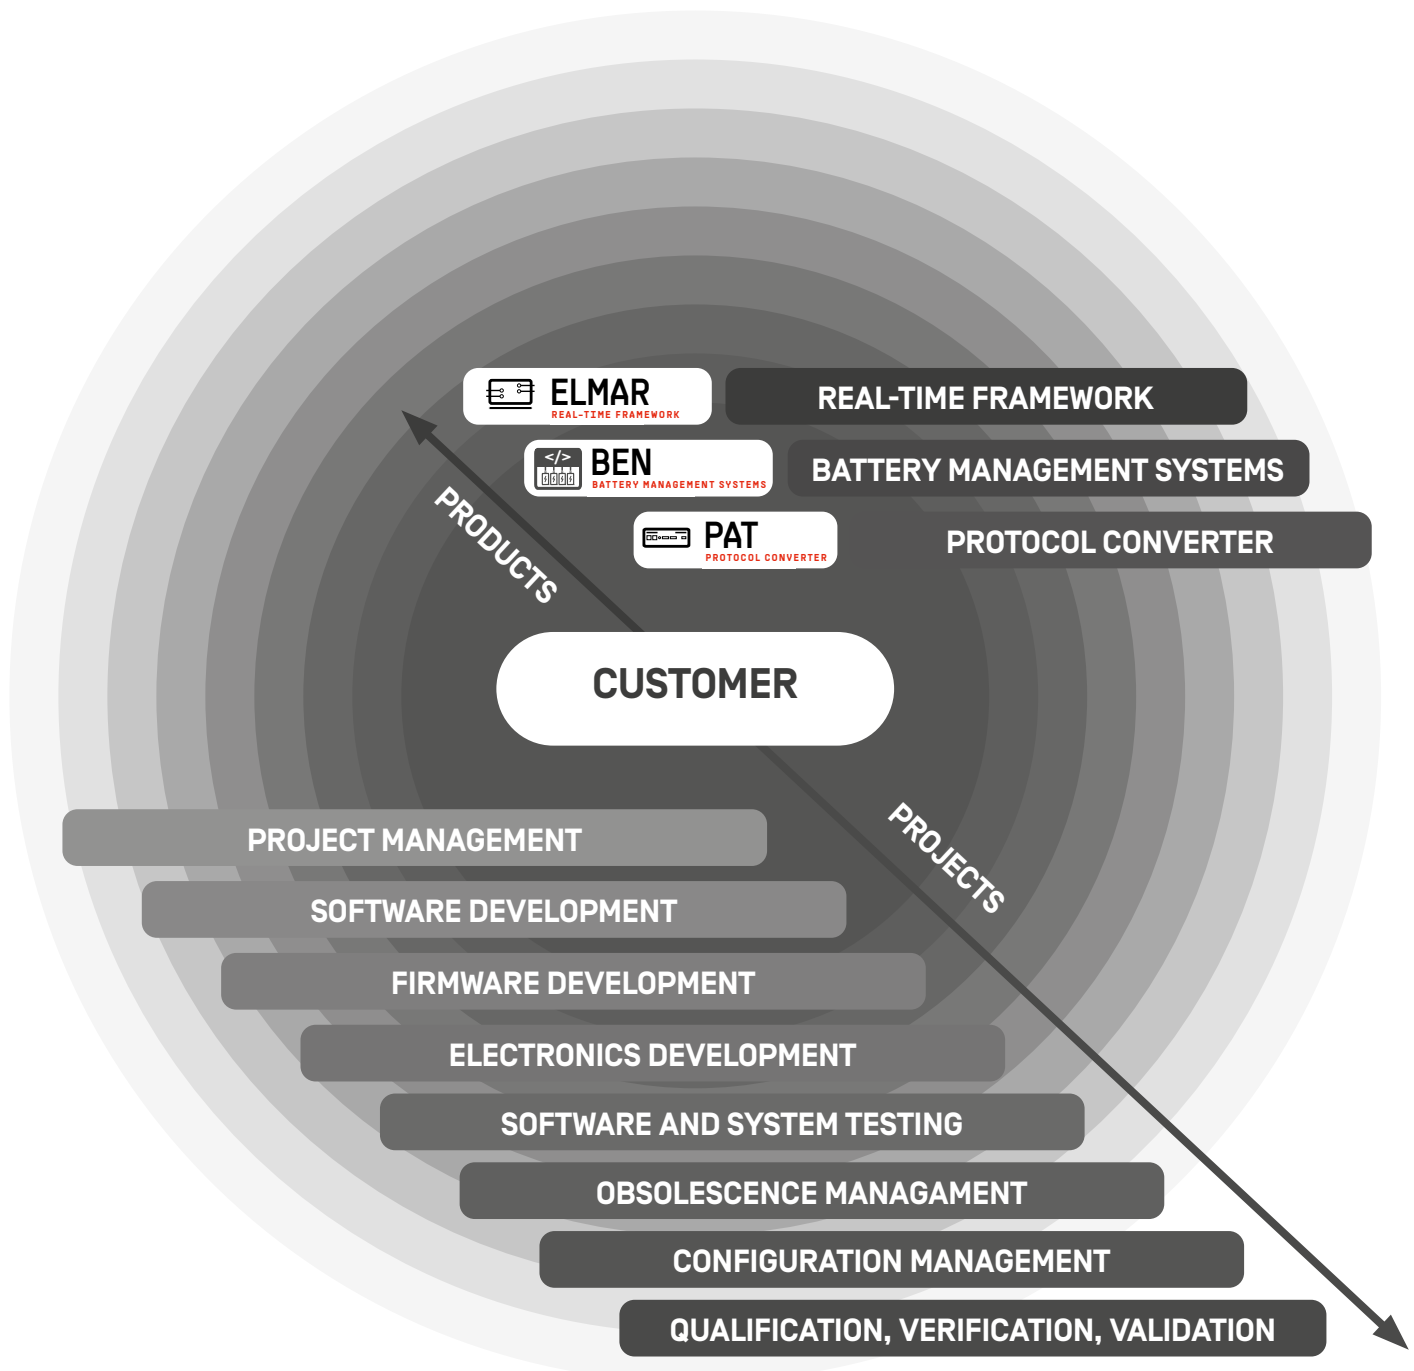 ELMAR
REAL-TIME FRAMEWORK
REAL-TIME FRAMEWORK
</>
BEN
BATTERY MANAGEMENT SYSTEMS
BATTERY MANAGEMENT SYSTEMS
PAT
PROTOCOL CONVERTER
PROTOCOL CONVERTER
PRODUCTS
CUSTOMER
PROJECTS
PROJECT MANAGEMENT
SOFTWARE DEVELOPMENT
FIRMWARE DEVELOPMENT
ELECTRONICS DEVELOPMENT
SOFTWARE AND SYSTEM TESTING
OBSOLESCENCE MANAGAMENT
CONFIGURATION MANAGEMENT
QUALIFICATION, VERIFICATION, VALIDATION